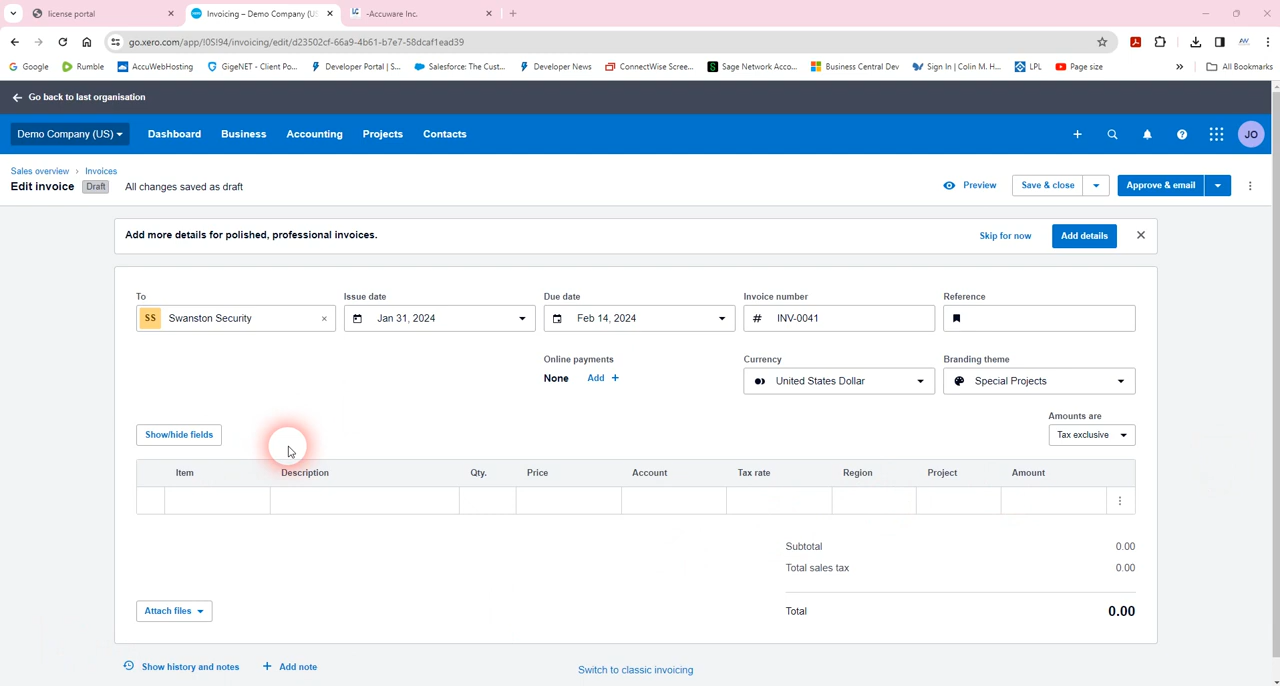 license portal
Invoicing – Demo Company (U
-Accuware Inc.
go.xero.com/app/!0S!94/invoicing/edit/d23502cf-66a9-4b61-b7e7-58dcaf1ead39
Google Rumble AccuWebHosting GigeNET - Client Po... Developer Portal | S... Salesforce: The Cust... Developer News ConnectWise Scree... Sage Network Acco... Business Central Dev Sign In | Colin M. H... LPL Page size » All Bookmarks
Go back to last organisation
Demo Company (US) Dashboard Business Accounting Projects Contacts JO
Sales overview › Invoices
Edit invoice Draft All changes saved as draft Preview Save & close Approve & email
Add more details for polished, professional invoices. Skip for now Add details
To Issue date Due date Invoice number Reference
SS Swanston Security Jan 31, 2024 Feb 14, 2024 # INV-0041
Online payments Currency Branding theme
None Add + United States Dollar Special Projects
Amounts are
Show/hide fields Tax exclusive
Item Description Qty. Price Account Tax rate Region Project Amount
Subtotal 0.00
Total sales tax 0.00
Attach files Total 0.00
Show history and notes + Add note Switch to classic invoicing